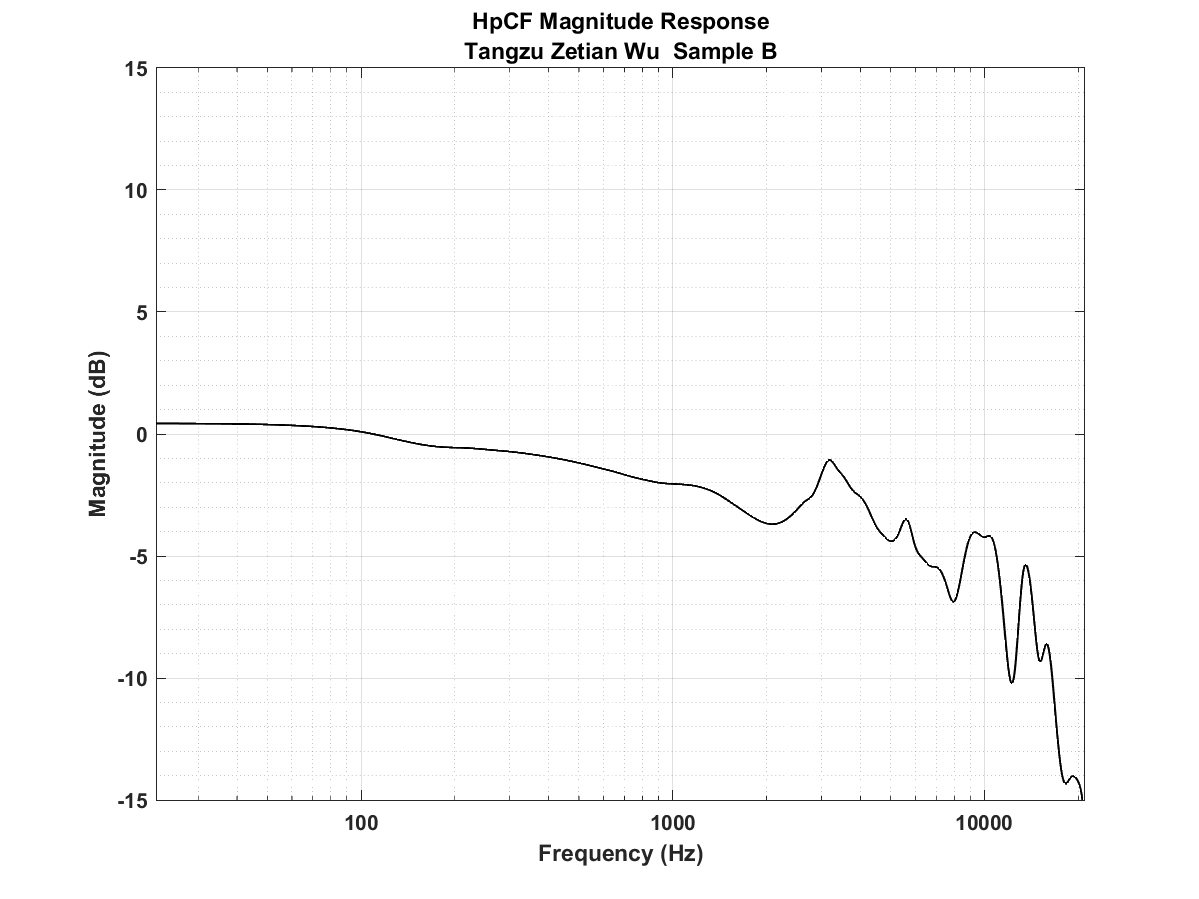 HpCF Magnitude Response
Tangzu Zetian Wu  Sample B
15
10
5
0
-5
-10
-15
Magnitude (dB)
100
1000
10000
Frequency (Hz)